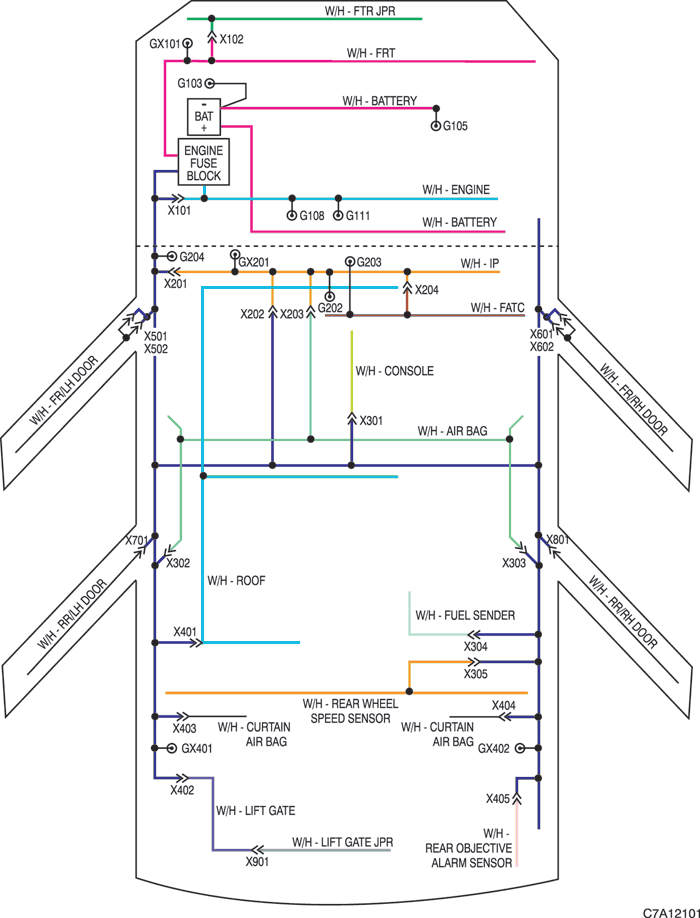 W/H - FTR JPR
GX101
X102
W/H - FRT
G103
W/H - BATTERY
-
BAT
+
G105
ENGINE
FUSE
BLOCK
W/H - ENGINE
X101
G108
G111
W/H - BATTERY
G204
GX201
G203
W/H - IP
X201
X204
G202
X202
X203
W/H - FATC
X501
X502
X601
X602
W/H - FR/LH DOOR
W/H - FR/RH DOOR
W/H - CONSOLE
X301
W/H - AIR BAG
X701
X302
X801
X303
W/H - ROOF
W/H - RR/LH DOOR
W/H - RR/RH DOOR
W/H - FUEL SENDER
X401
X304
X305
W/H - REAR WHEEL
SPEED SENSOR
X404
X403
W/H - CURTAIN
AIR BAG
W/H - CURTAIN
AIR BAG
GX401
GX402
X402
X405
W/H - LIFT GATE
W/H - LIFT GATE JPR
X901
W/H -
REAR OBJECTIVE
ALARM SENSOR
C7A12101